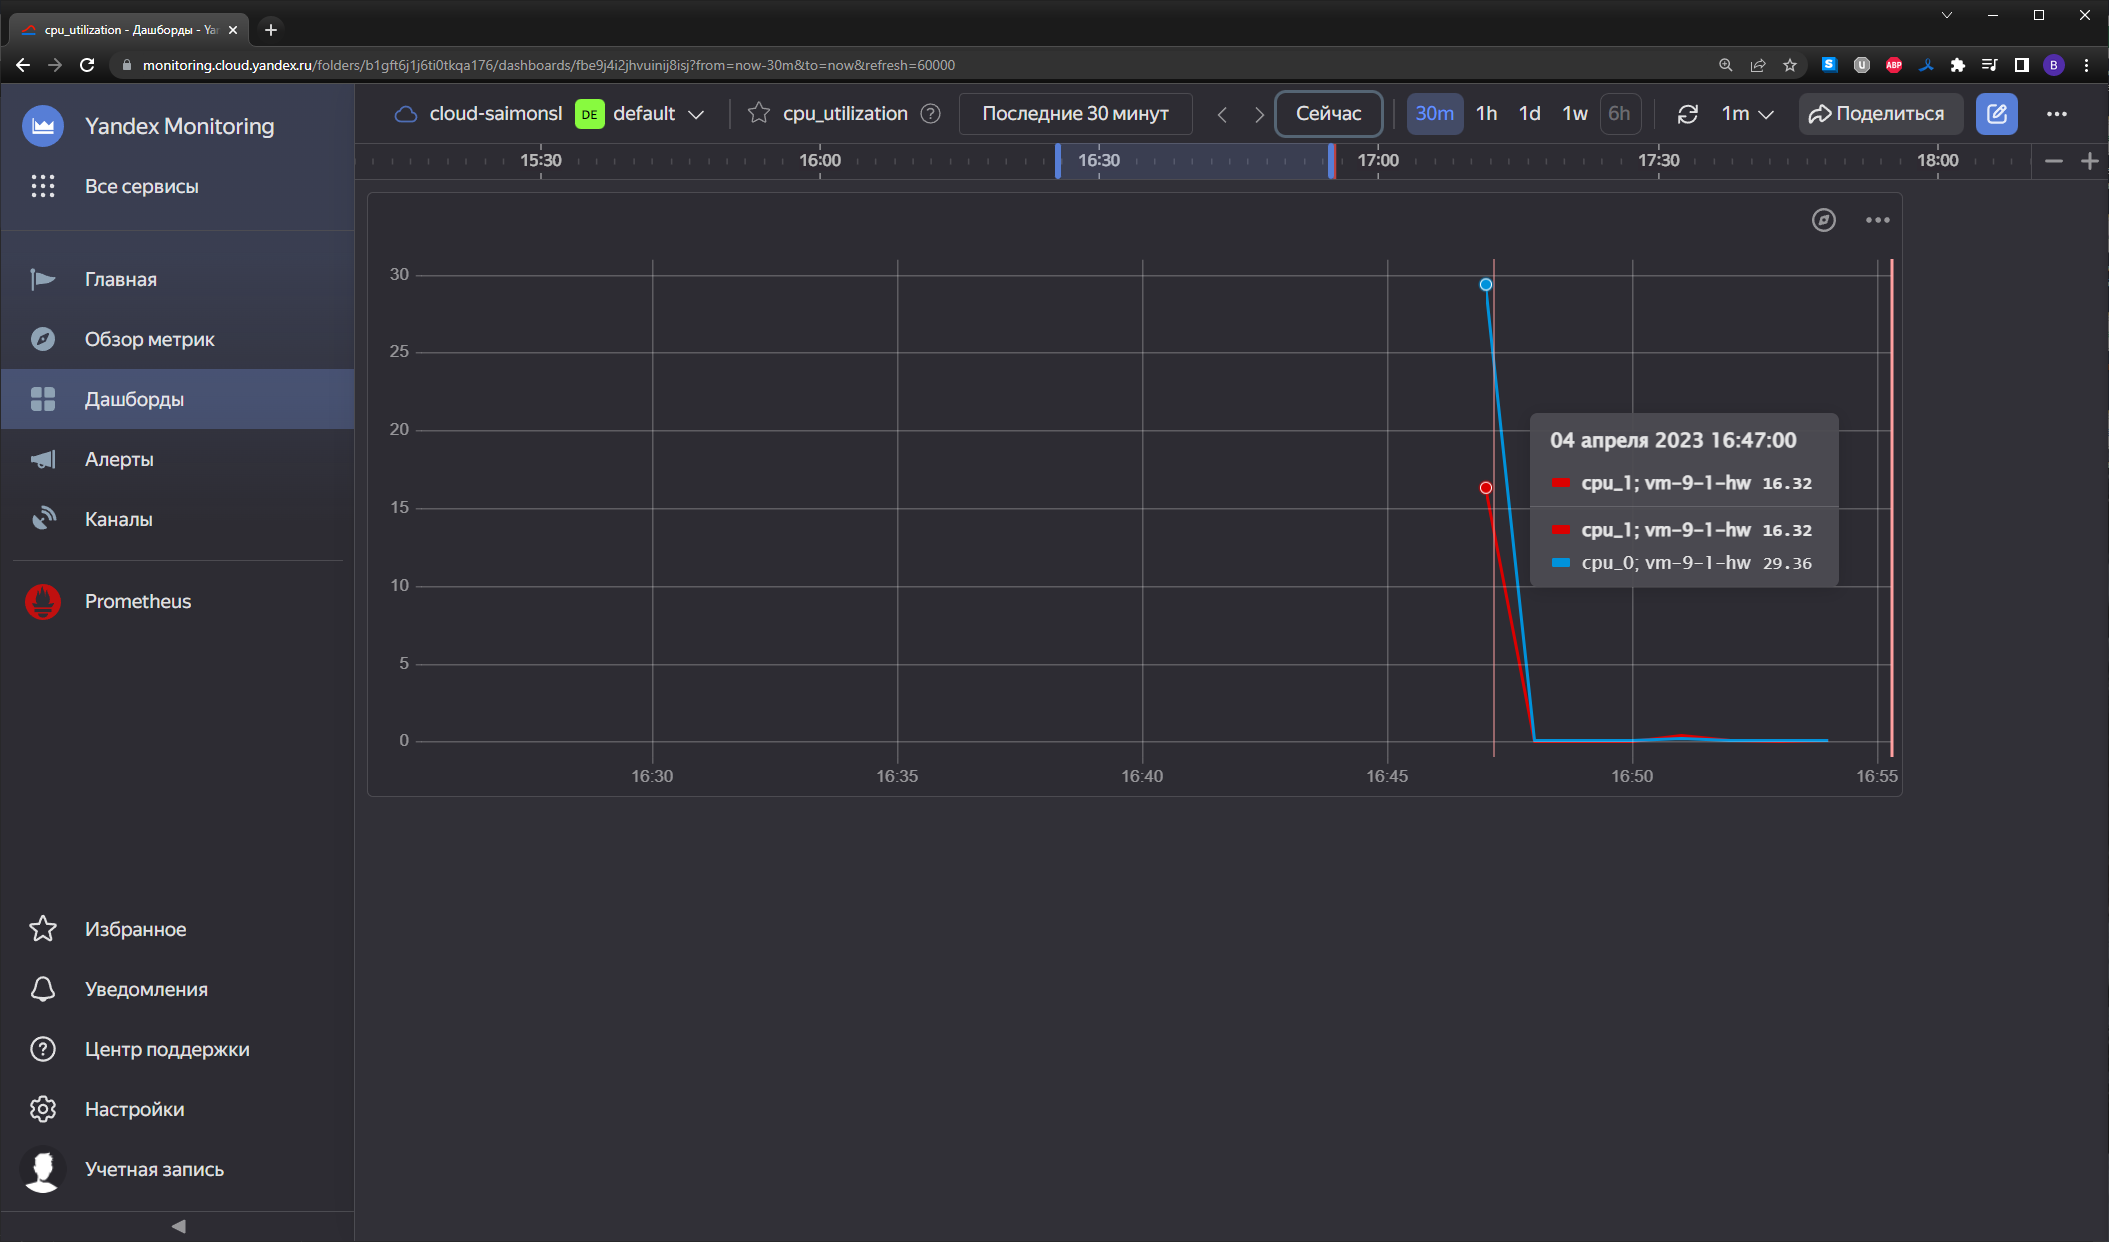 cpu_utilization - Дашборды - Yan
monitoring.cloud.yandex.ru/folders/b1gft6j1j6ti0tkqa176/dashboards/fbe9j4i2jhvuinij8isj?from=now-30m&to=now&refresh=60000
S
U
ABP
B
Yandex Monitoring
Все сервисы
Главная
Обзор метрик
Дашборды
Алерты
Каналы
Prometheus
Избранное
Уведомления
Центр поддержки
Настройки
Учетная запись
cloud-saimonsl DE default cpu_utilization Последние 30 минут Сейчас 30m 1h 1d 1w 6h 1m Поделиться
15:30 16:00 16:30 17:00 17:30 18:00
30
25
20
15
10
5
0
16:30 16:35 16:40 16:45 16:50 16:55
04 апреля 2023 16:47:00
cpu_1; vm-9-1-hw 16.32
cpu_1; vm-9-1-hw 16.32
cpu_0; vm-9-1-hw 29.36